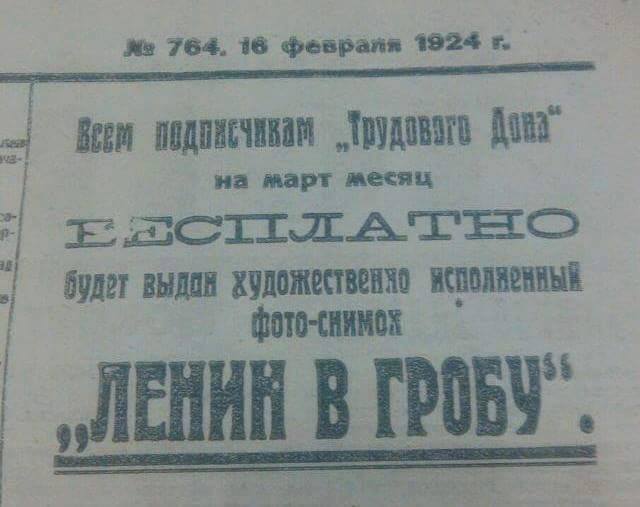 № 764. 16 февраля 1924 г.
Всем подписчикам „Трудового Дона“
на март месяц
БЕСПЛАТНО
будет выдан художественно исполненный
фото-снимок
„ЛЕНИН В ГРОБУ“.